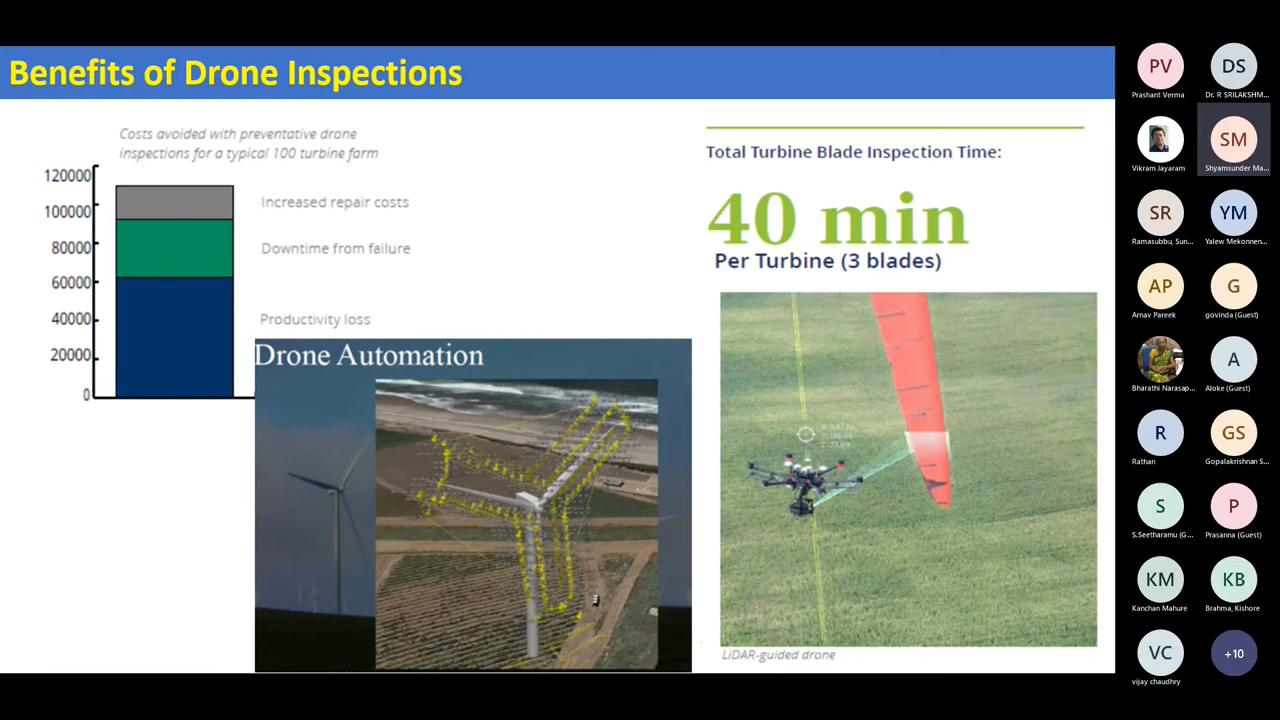 Benefits of Drone Inspections
Costs avoided with preventative drone
inspections for a typical 100 turbine farm
120000
100000
80000
60000
40000
20000
0
Increased repair costs
Downtime from failure
Productivity loss
Drone Automation
Total Turbine Blade Inspection Time:
40 min
Per Turbine (3 blades)
LiDAR-guided drone
PV
Prashant Verma
DS
Dr. R SRILAKSHM...
Vikram Jayaram
SM
Shyamsunder Ma...
SR
Ramasubbu, Sun...
YM
Yalew Mekonnen...
AP
Arnav Pareek
G
govinda (Guest)
Bharathi Narasap...
A
Aloke (Guest)
R
Rathan
GS
Gopalakrishnan S...
S
S.Seetharamu (G...
P
Prasanna (Guest)
KM
Kanchan Mahure
KB
Brahma, Kishore
VC
vijay chaudhry
+10